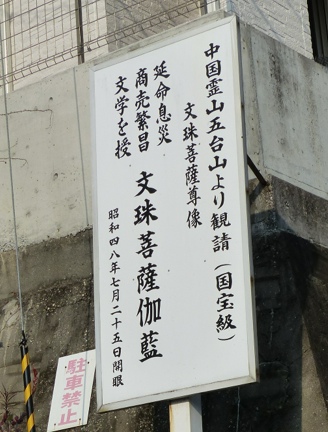 中国霊山五台山より観請(国宝級)
文珠菩薩尊像
延命息災
商売繁昌
文学を授
文珠菩薩伽藍
昭和四八年七月二十五日開眼
駐車禁止